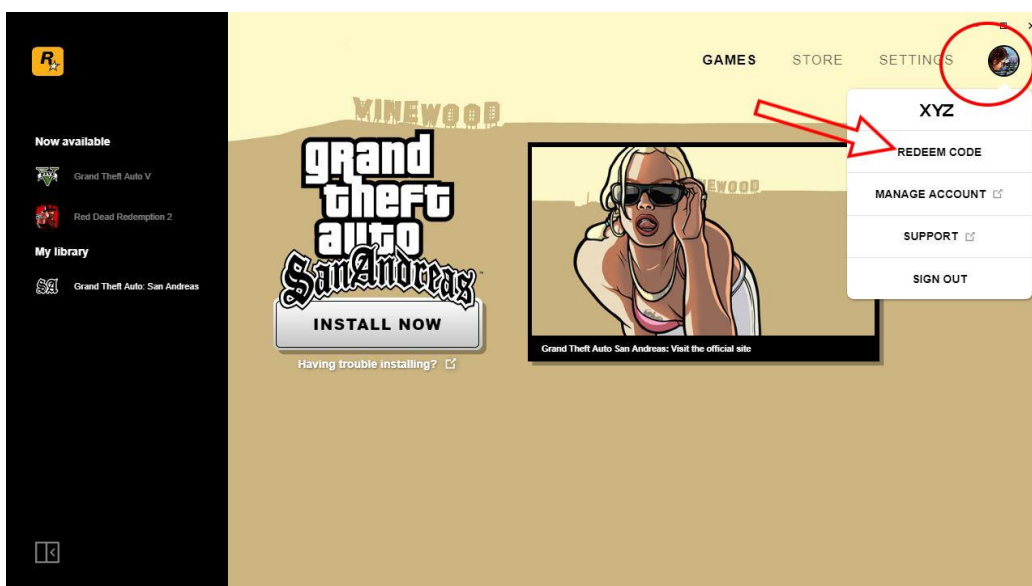 R
GAMES STORE SETTINGS
XYZ
REDEEM CODE
MANAGE ACCOUNT
SUPPORT
SIGN OUT
Now available
Grand Theft Auto V
Red Dead Redemption 2
My library
Grand Theft Auto: San Andreas
VINEWOOD
grand
theft
auto
SanAndreas
INSTALL NOW
Having trouble installing?
EWOOD
Grand Theft Auto San Andreas: Visit the official site